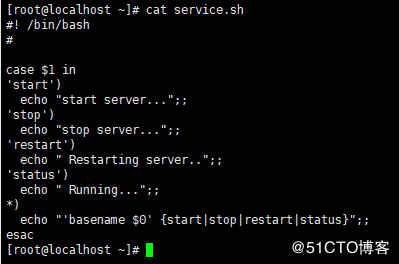 [root@localhost ~]# cat service.sh
#! /bin/bash
#
case $1 in
'start')
  echo "start server...";;
'stop')
  echo "stop server...";;
'restart')
  echo " Restarting server..";;
'status')
  echo " Running...";;
*)
  echo "'basename $0' {start|stop|restart|status}";;
esac
[root@localhost ~]#
@51CTO博客